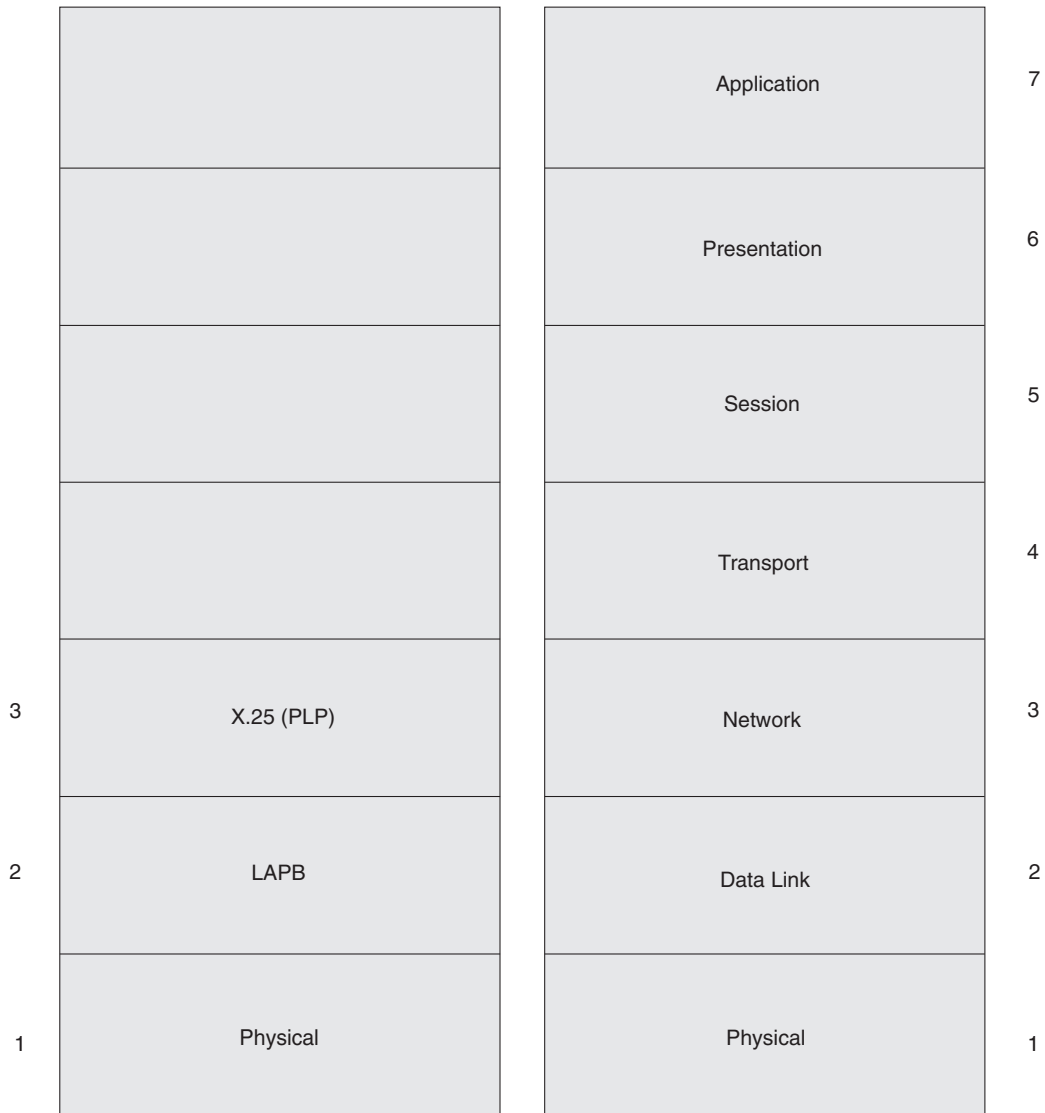 Application 7
Presentation 6
Session 5
Transport 4
3 X.25 (PLP) Network 3
2 LAPB Data Link 2
1 Physical Physical 1